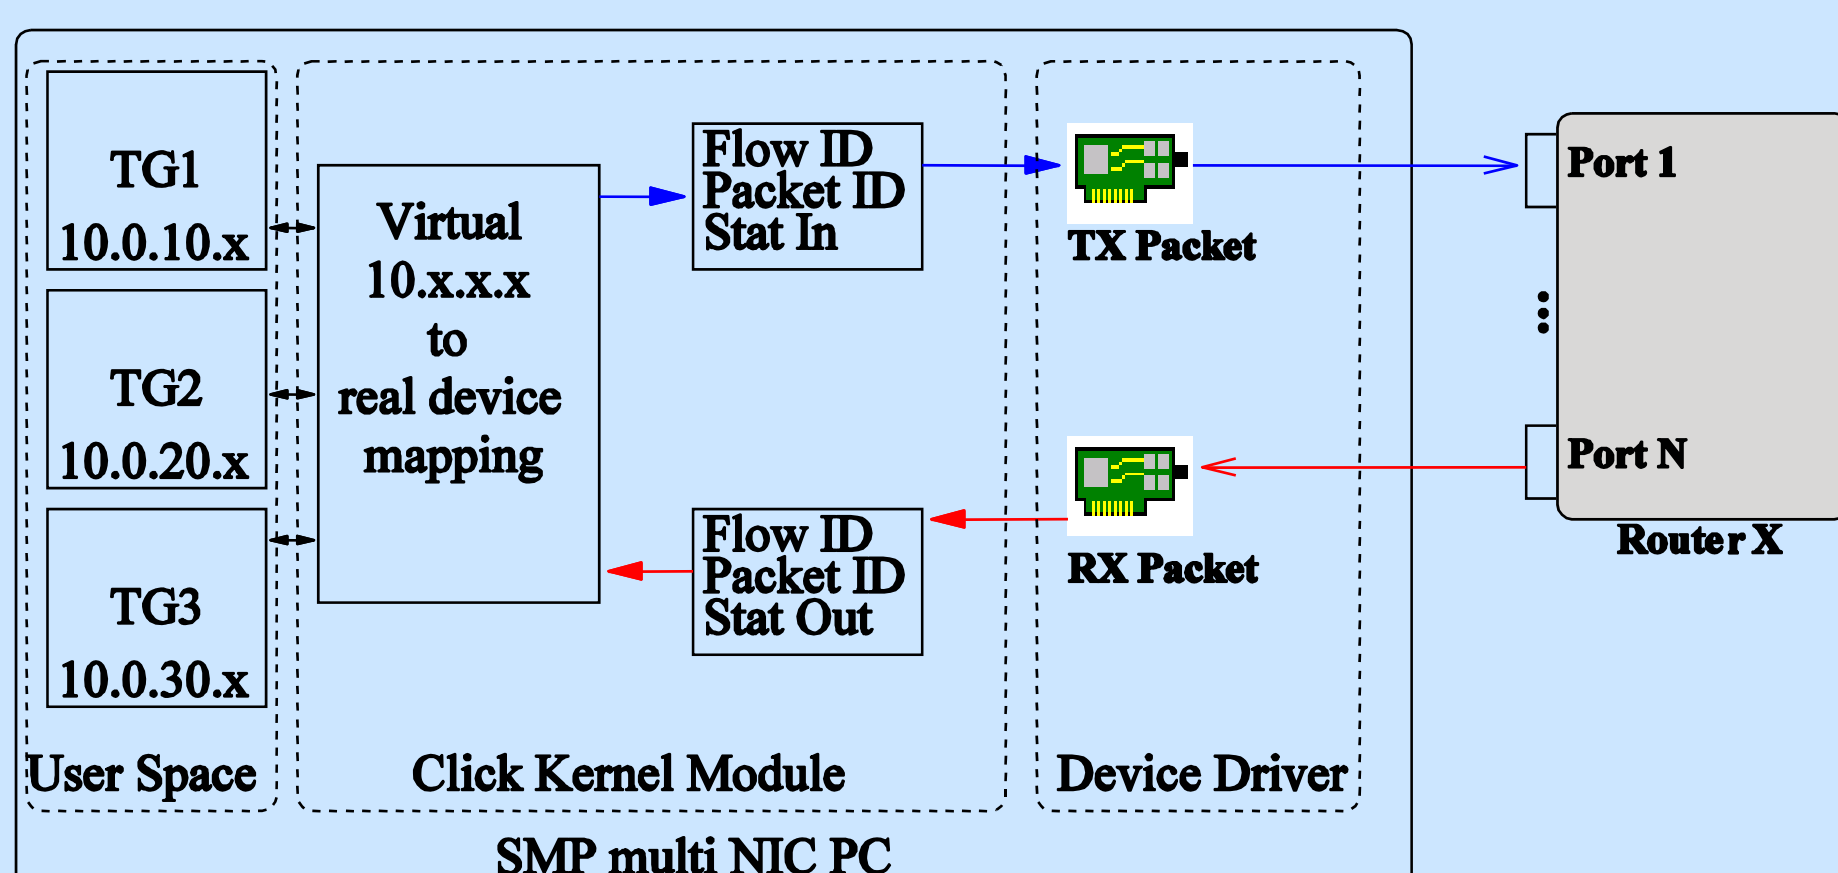 TG1
10.0.10.x
TG2
10.0.20.x
TG3
10.0.30.x
User Space
Virtual
10.x.x.x
to
real device
mapping
Flow ID
Packet ID
Stat In
Flow ID
Packet ID
Stat Out
Click Kernel Module
TX Packet
RX Packet
Device Driver
SMP multi NIC PC
Port 1
Port N
Router X